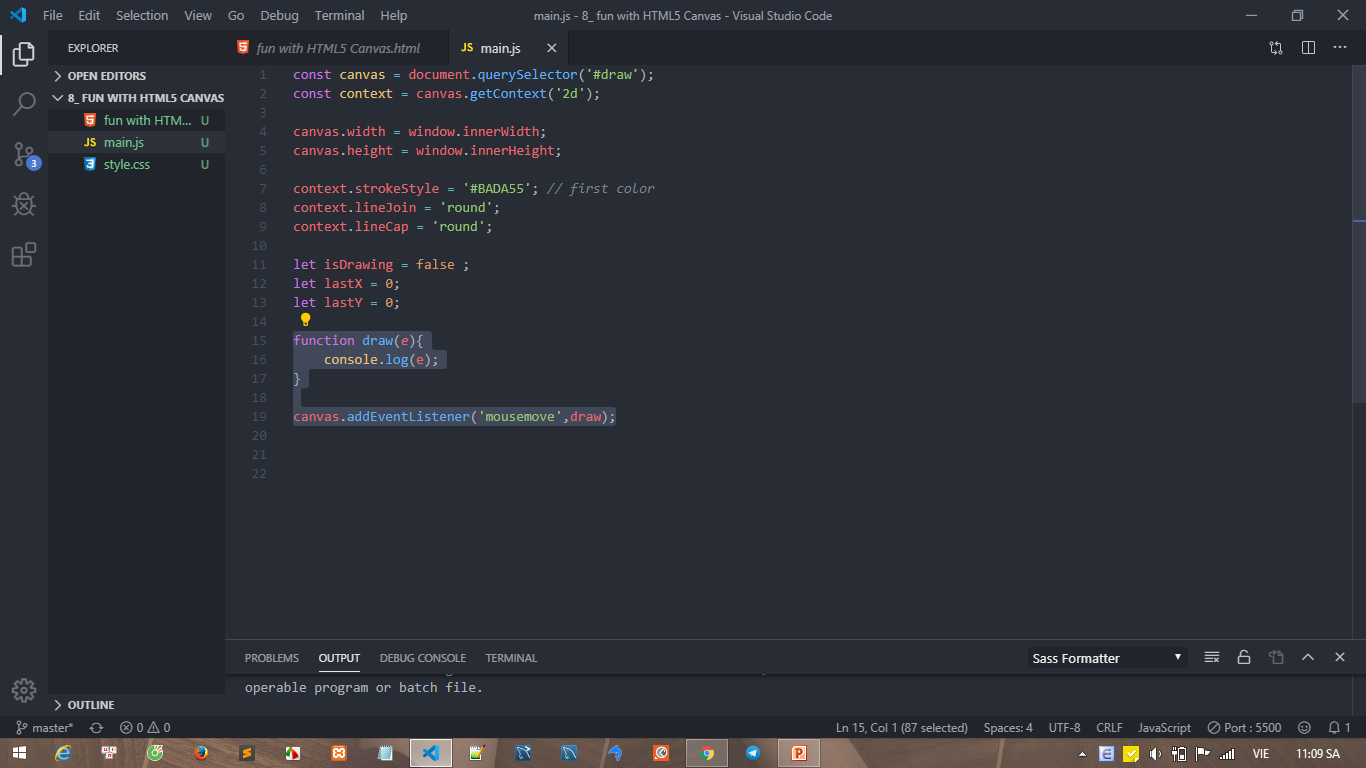 File Edit Selection View Go Debug Terminal Help
main.js - 8_ fun with HTML5 Canvas - Visual Studio Code
EXPLORER
OPEN EDITORS
8_ FUN WITH HTML5 CANVAS
fun with HTM... U
JS main.js U
style.css U
OUTLINE
fun with HTML5 Canvas.html
JS main.js
1 const canvas = document.querySelector('#draw');
2 const context = canvas.getContext('2d');
3
4 canvas.width = window.innerWidth;
5 canvas.height = window.innerHeight;
6
7 context.strokeStyle = '#BADA55'; // first color
8 context.lineJoin = 'round';
9 context.lineCap = 'round';
10
11 let isDrawing = false ;
12 let lastX = 0;
13 let lastY = 0;
14
15 function draw(e){
16 console.log(e);
17 }
18
19 canvas.addEventListener('mousemove',draw);
20
21
22
3
PROBLEMS OUTPUT DEBUG CONSOLE TERMINAL
Sass Formatter
operable program or batch file.
master* 0 0
Ln 15, Col 1 (87 selected) Spaces: 4 UTF-8 CRLF JavaScript Port : 5500 1
VIE 11:09 SA